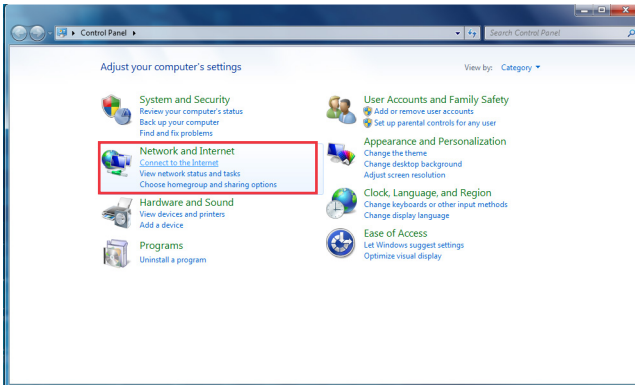 Control Panel
Search Control Panel
Adjust your computer's settings
View by: Category
System and Security
Review your computer's status
Back up your computer
Find and fix problems
Network and Internet
Connect to the Internet
View network status and tasks
Choose homegroup and sharing options
Hardware and Sound
View devices and printers
Add a device
Programs
Uninstall a program
User Accounts and Family Safety
Add or remove user accounts
Set up parental controls for any user
Appearance and Personalization
Change the theme
Change desktop background
Adjust screen resolution
Clock, Language, and Region
Change keyboards or other input methods
Change display language
Ease of Access
Let Windows suggest settings
Optimize visual display